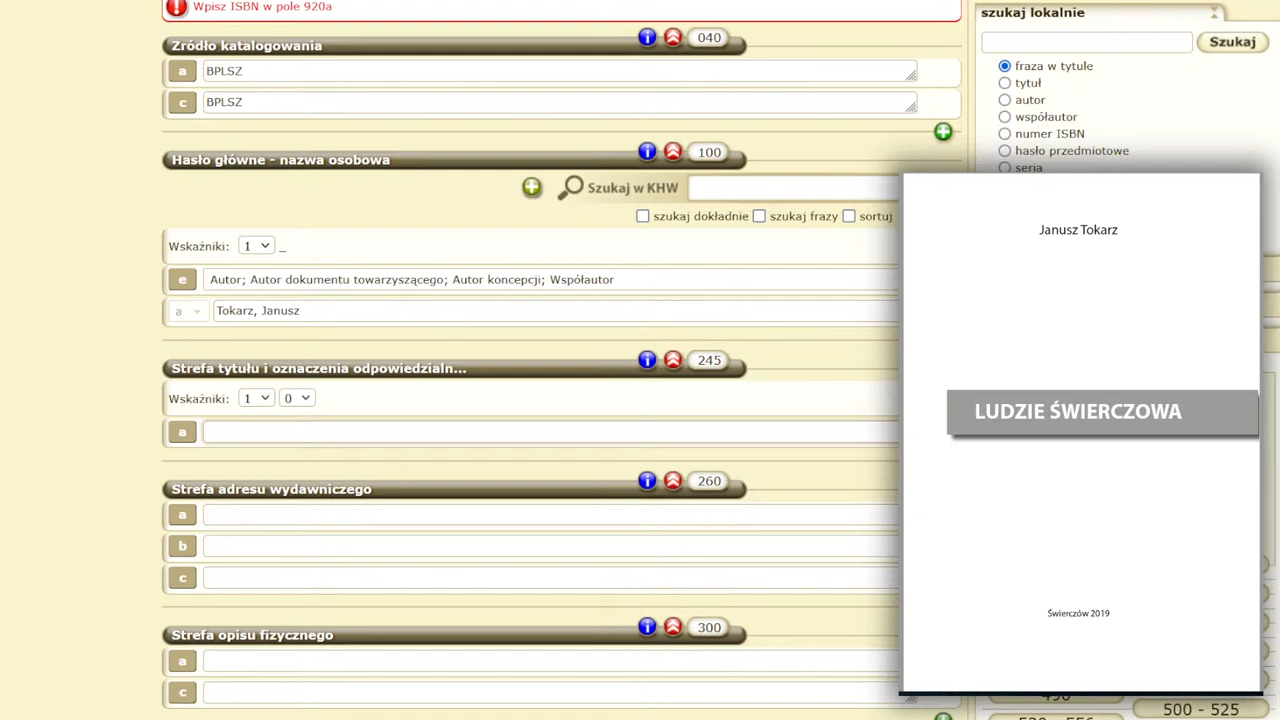 Wpisz ISBN w pole 920a
Zródło katalogowania
040
a
BPLSZ
c
BPLSZ
Hasło główne - nazwa osobowa
100
Szukaj w KHW
szukaj dokładnie
szukaj frazy
sortuj
Wskaźniki: 1 _
e
Autor; Autor dokumentu towarzyszącego; Autor koncepcji; Współautor
a
Tokarz, Janusz
Strefa tytułu i oznaczenia odpowiedzialn...
245
Wskaźniki: 1 0
a
Strefa adresu wydawniczego
260
a
b
c
Strefa opisu fizycznego
300
a
c
szukaj lokalnie
Szukaj
fraza w tytule
tytuł
autor
współautor
numer ISBN
hasło przedmiotowe
seria
Janusz Tokarz
LUDZIE ŚWIERCZOWA
Świerczów 2019
500 - 525